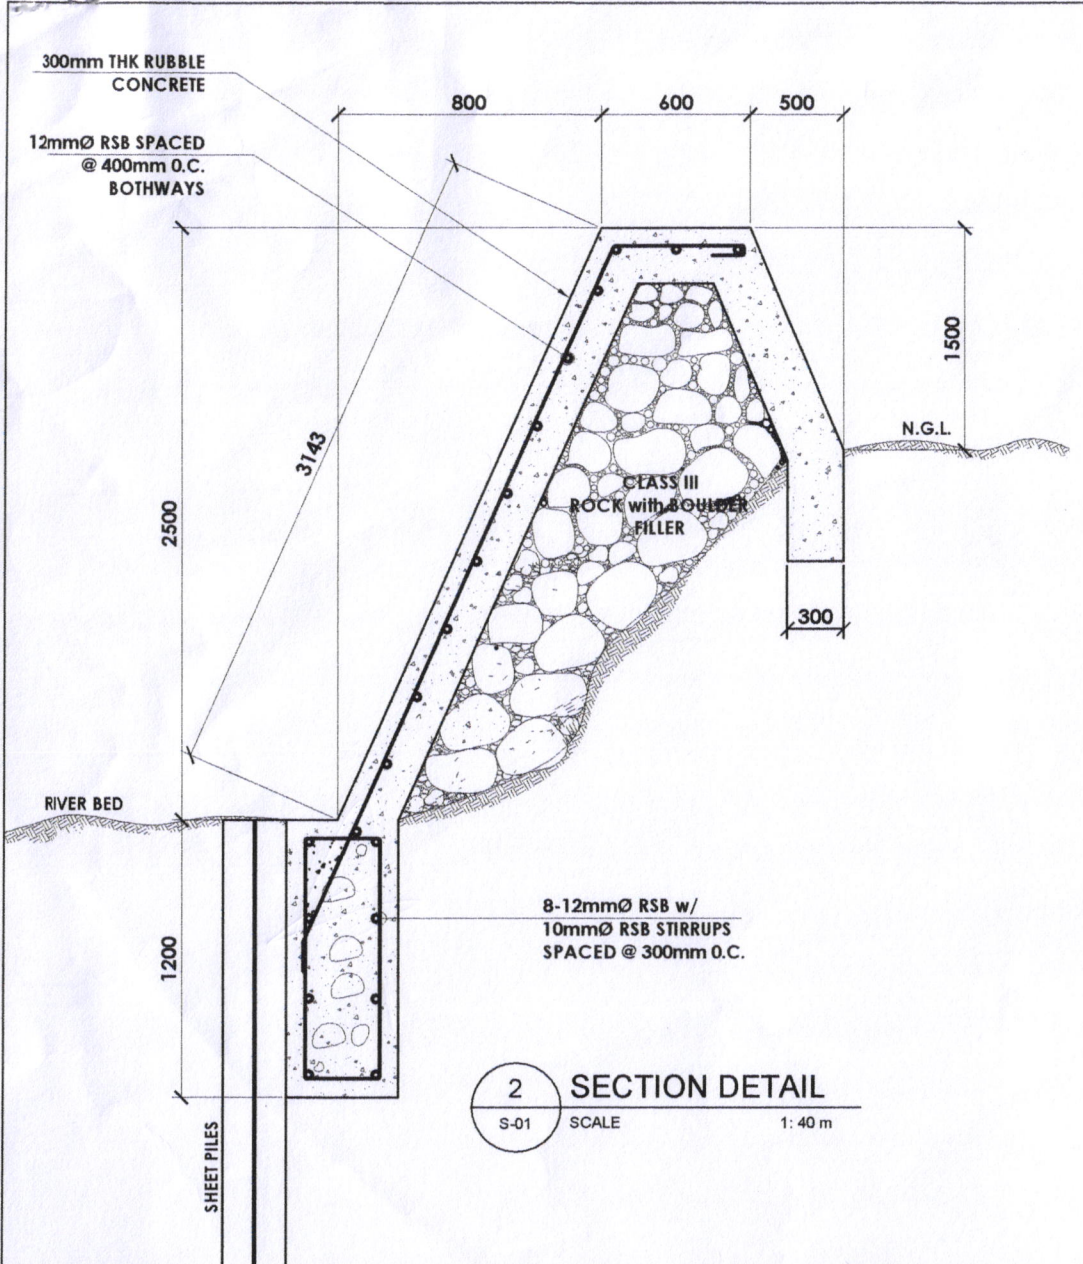 300mm THK RUBBLE
CONCRETE
12mmØ RSB SPACED
@ 400mm O.C.
BOTHWAYS
800
600
500
3143
2500
1500
N.G.L.
CLASS III
ROCK with BOULDER
FILLER
300
RIVER BED
1200
8-12mmØ RSB w/
10mmØ RSB STIRRUPS
SPACED @ 300mm O.C.
SHEET PILES
2
S-01
SECTION DETAIL
SCALE
1: 40 m